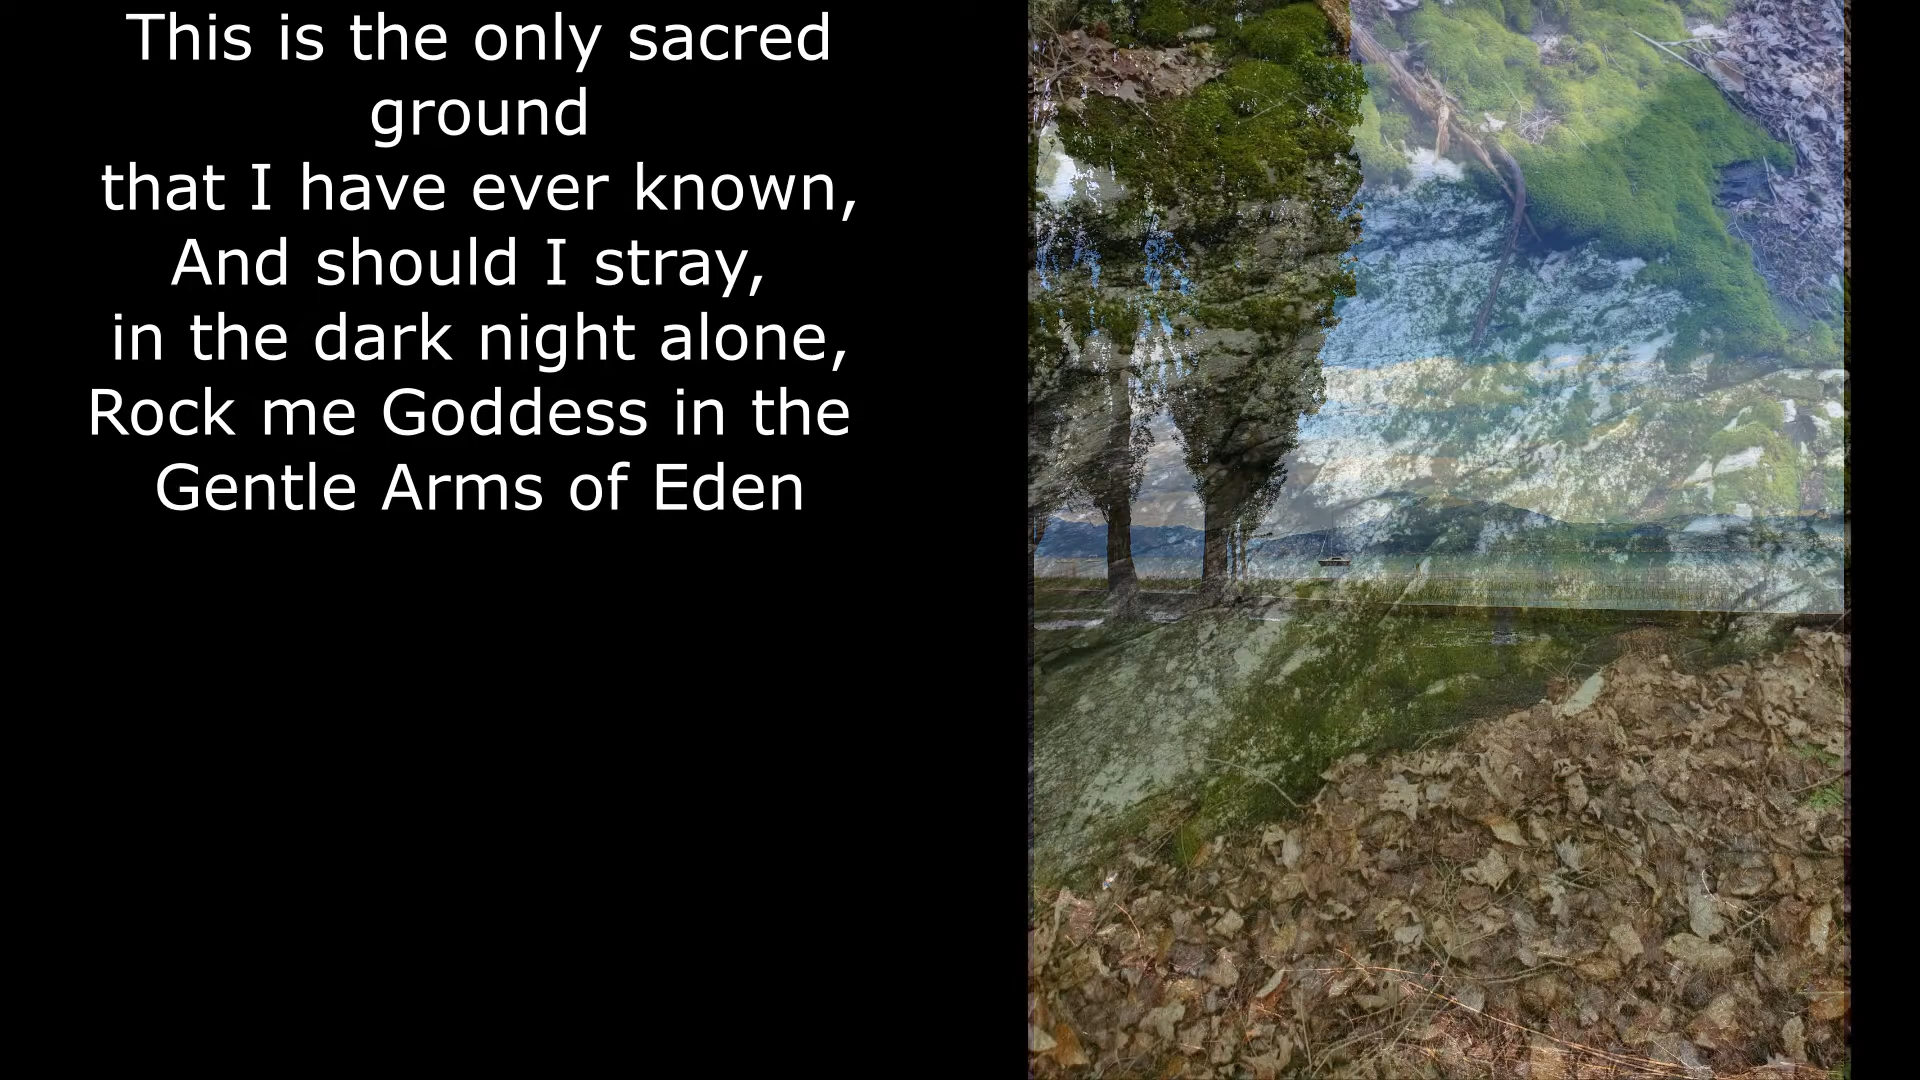 This is the only sacred
ground
that I have ever known,
And should I stray,
in the dark night alone,
Rock me Goddess in the
Gentle Arms of Eden